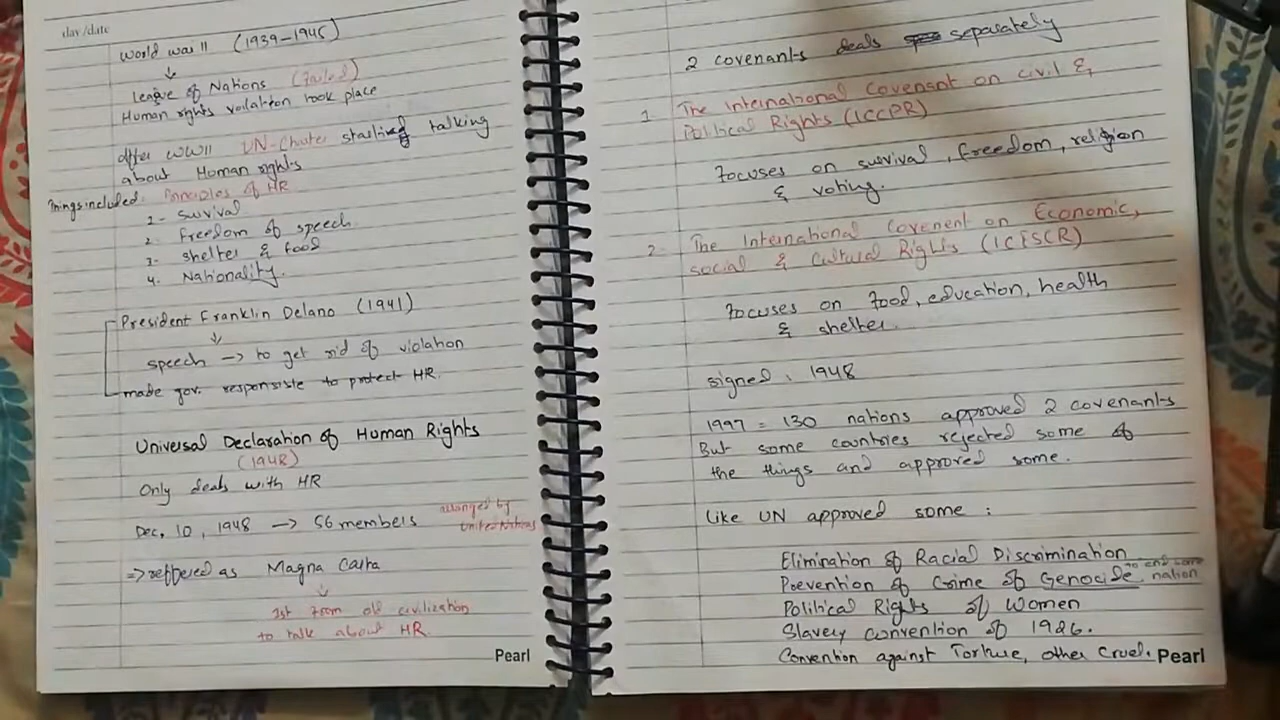 day/date
World war II (1939-1945)
↓
League of Nations (Failed)
Human rights voilation took place
After WWII UN-Charter started talking
about Human rights
Things included: Principles of HR
1- Survival
2. Freedom of speech.
3- shelter & food
4. Nationality.
President Franklin Delano (1941)
↓
speech → to get rid of violation
made gov. responsible to protect HR.
Universal Declaration of Human Rights
(1948)
Only deals with HR
Dec, 10, 1948 → 56 members arranged by
United Nations
⇒ reffered as Magna Carta
↓
1st from old civilization
to talk about HR.
Pearl
2 covenants deals separately
1. The International Covenant on civil &
Political Rights (ICCPR)
Focuses on survival, freedom, religion
& voting.
2. The International Covenent on Economic,
social & Cultural Rights (ICESCR)
Focuses on Food, education, health
& shelter.
signed, 1948
1997 = 130 nations approved 2 covenants
But some countries rejected some of
the things and approved some.
Like UN approved some :
Elimination of Racial Discrimination
Prevention of Crime of Genocide to end some nation
Political Rights of Women
Slavery convention of 1926.
Convention against Torture, other Cruel.
Pearl